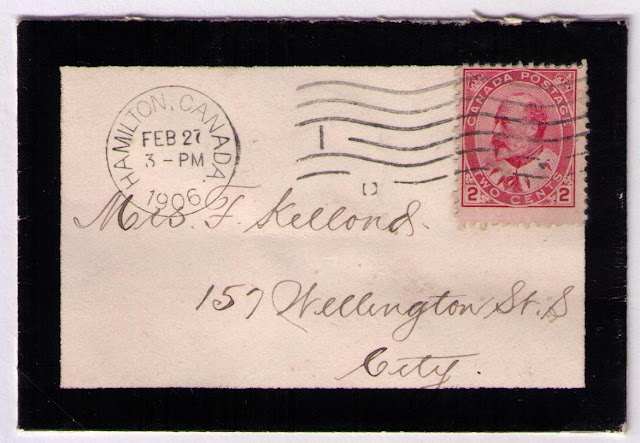 HAMILTON, CANADA
FEB 27
3 - PM
1906
I
D
CANADA POSTAGE
2 TWO CENTS 2
Mrs. F. Kellond.
157 Wellington St. S
City.